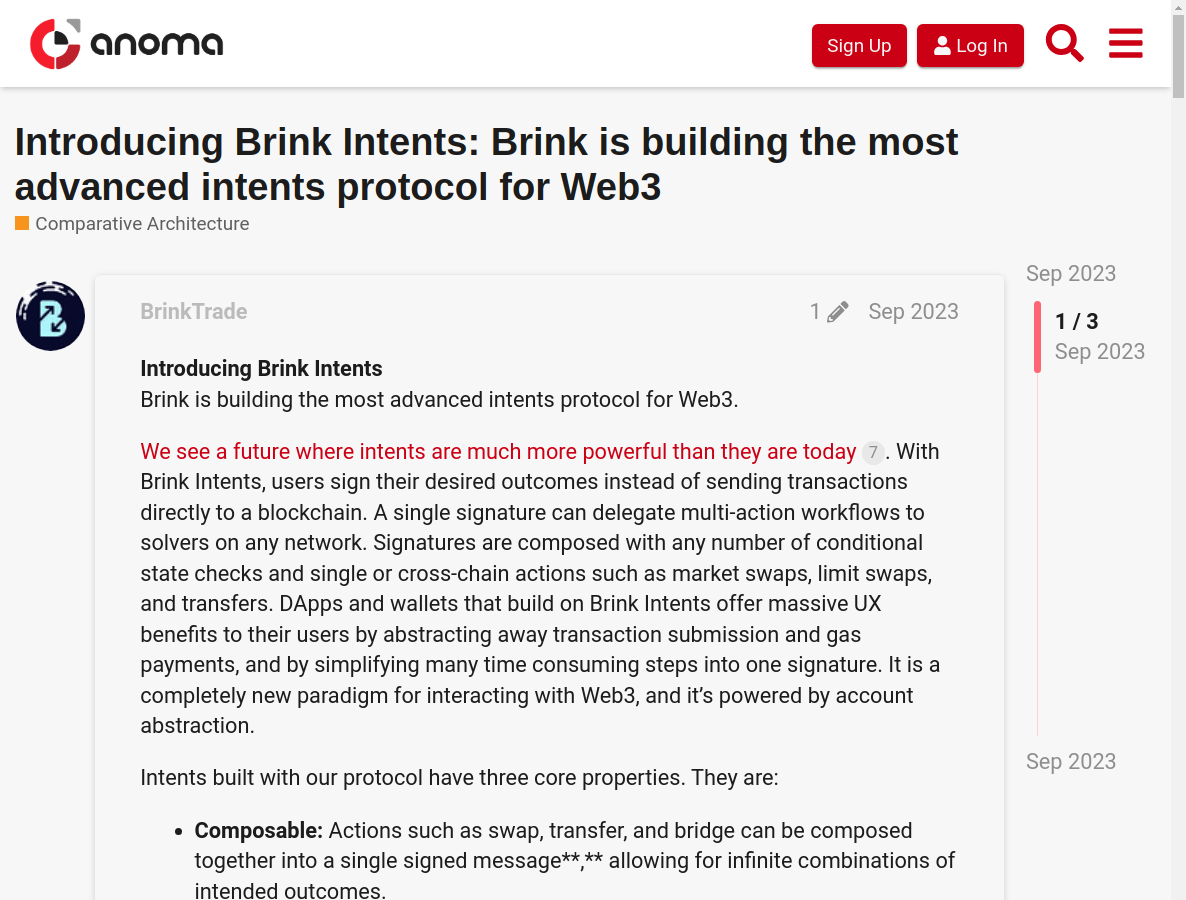 anoma
Sign Up
Log In
Introducing Brink Intents: Brink is building the most
advanced intents protocol for Web3
Comparative Architecture
BrinkTrade
1
Sep 2023
Introducing Brink Intents
Brink is building the most advanced intents protocol for Web3.
We see a future where intents are much more powerful than they are today 7. With
Brink Intents, users sign their desired outcomes instead of sending transactions
directly to a blockchain. A single signature can delegate multi-action workflows to
solvers on any network. Signatures are composed with any number of conditional
state checks and single or cross-chain actions such as market swaps, limit swaps,
and transfers. DApps and wallets that build on Brink Intents offer massive UX
benefits to their users by abstracting away transaction submission and gas
payments, and by simplifying many time consuming steps into one signature. It is a
completely new paradigm for interacting with Web3, and it’s powered by account
abstraction.
Intents built with our protocol have three core properties. They are:
• Composable: Actions such as swap, transfer, and bridge can be composed
together into a single signed message**,** allowing for infinite combinations of
intended outcomes.
Sep 2023
1 / 3
Sep 2023
Sep 2023